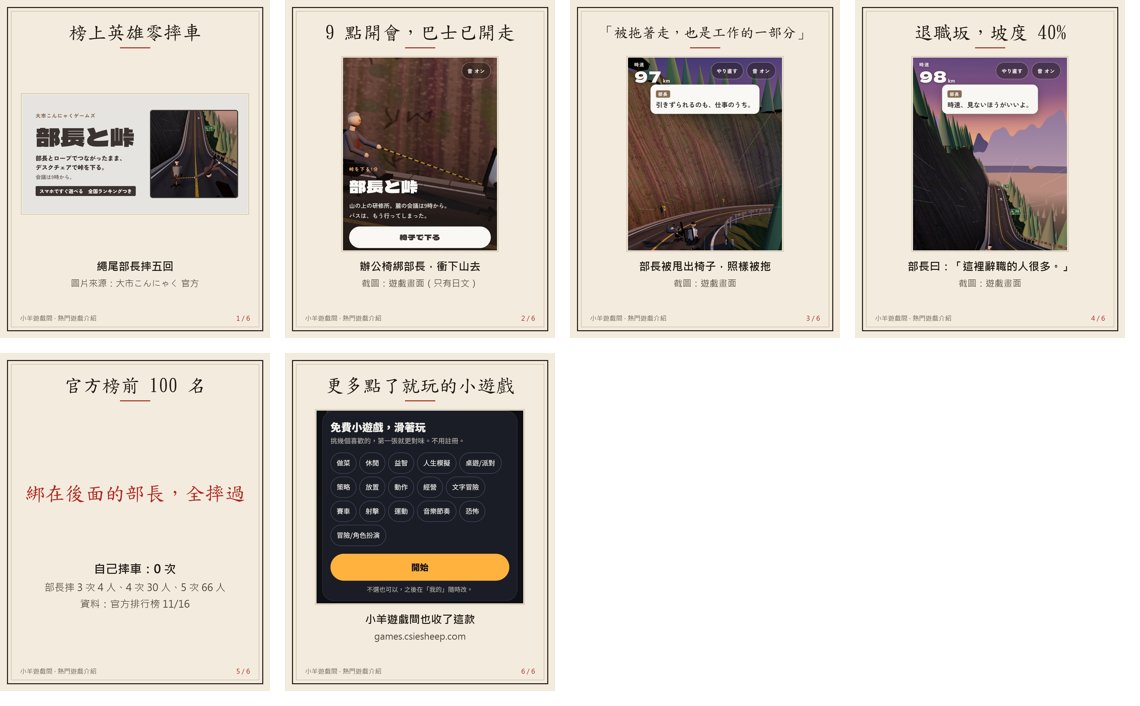 榜上英雄零摔車
大市こんにゃくゲームズ
部長と峠
部長とロープでつながったまま、
デスクチェアで峠を下る。
会議は9時から。
スマホですぐ遊べる 全国ランキングつき
繩尾部長摔五回
圖片來源：大市こんにゃく 官方
小羊遊戲間 · 熱門遊戲介紹
1 / 6
9 點開會，巴士已開走
音 オン
峠を下る1分
部長と峠
山の上の研修所。麓の会議は9時から。
バスは、もう行ってしまった。
椅子で下る
辦公椅綁部長，衝下山去
截圖：遊戲畫面（只有日文）
小羊遊戲間 · 熱門遊戲介紹
2 / 6
「被拖著走，也是工作的一部分」
時速
97 km
やり直す
音 オン
部長
引きずられるのも、仕事のうち。
部長被甩出椅子，照樣被拖
截圖：遊戲畫面
小羊遊戲間 · 熱門遊戲介紹
3 / 6
退職坂，坡度 40%
時速
98 km
やり直す
音 オン
部長
時速、見ないほうがいいよ。
部長曰：「這裡辭職的人很多。」
截圖：遊戲畫面
小羊遊戲間 · 熱門遊戲介紹
4 / 6
官方榜前 100 名
綁在後面的部長，全摔過
自己摔車：0 次
部長摔 3 次 4 人、4 次 30 人、5 次 66 人
資料：官方排行榜 11/16
小羊遊戲間 · 熱門遊戲介紹
5 / 6
更多點了就玩的小遊戲
免費小遊戲，滑著玩
挑幾個喜歡的，第一張就更對味。不用註冊。
做菜
休閒
益智
人生模擬
桌遊/派對
策略
放置
動作
經營
文字冒險
賽車
射擊
運動
音樂節奏
恐怖
冒險/角色扮演
開始
不選也可以，之後在「我的」隨時改。
小羊遊戲間也收了這款
games.csiesheep.com
小羊遊戲間 · 熱門遊戲介紹
6 / 6